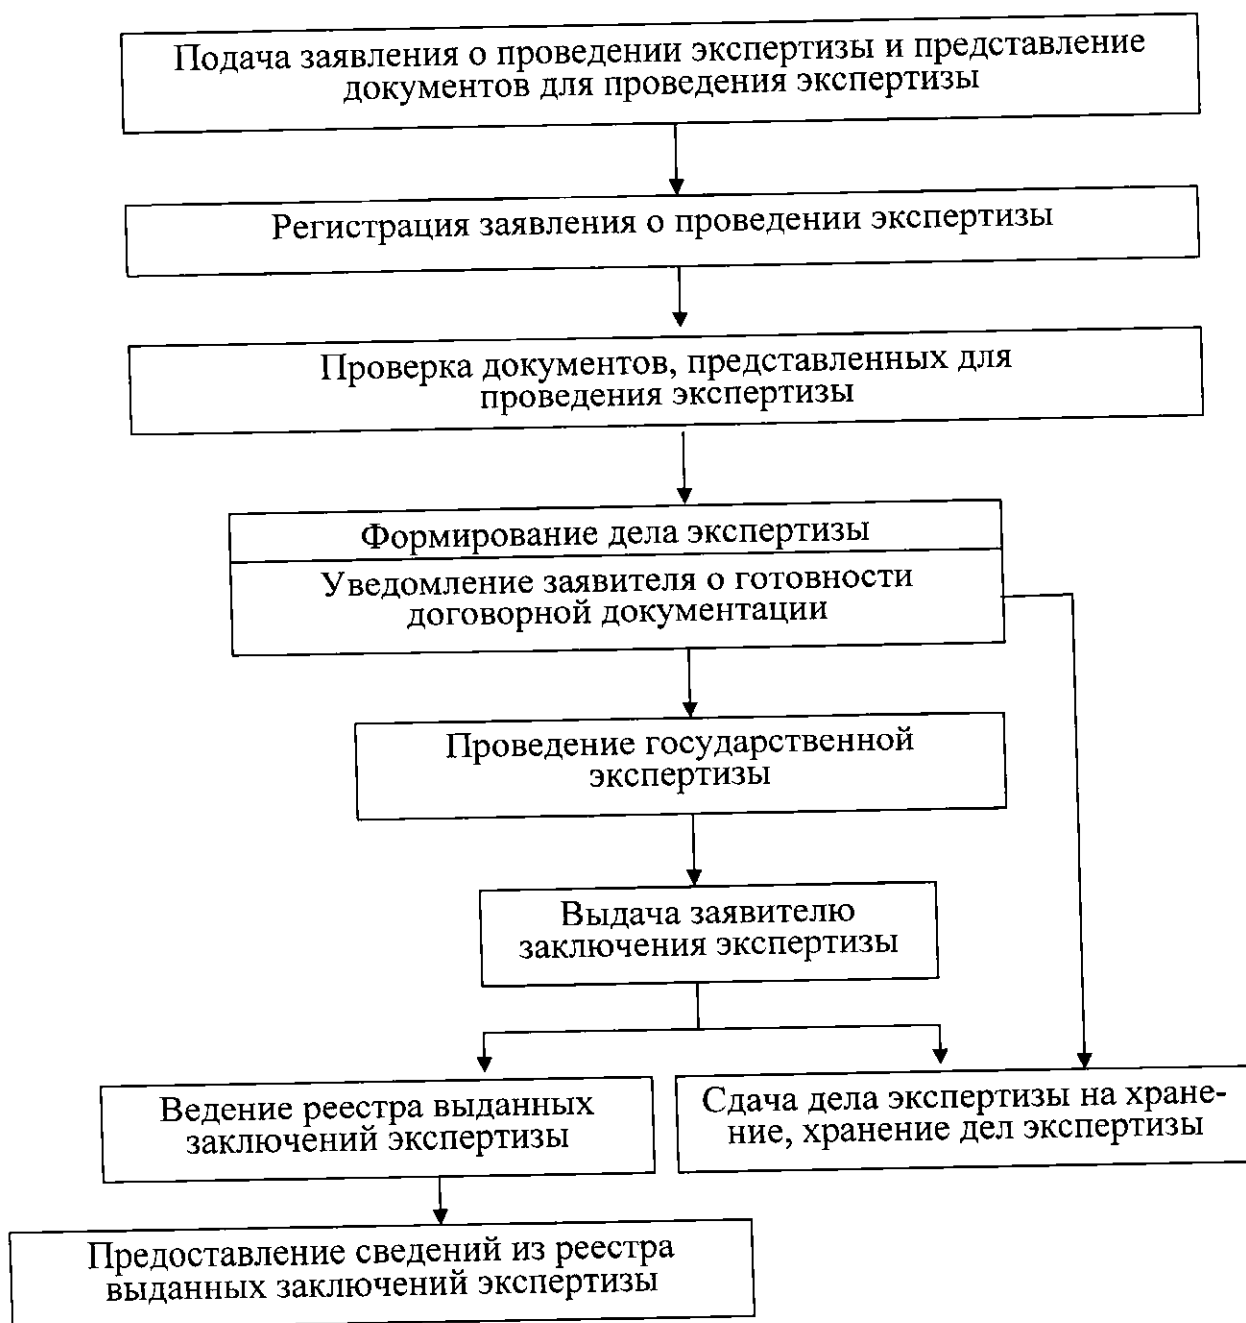 Подача заявления о проведении экспертизы и представление
документов для проведения экспертизы
Регистрация заявления о проведении экспертизы
Проверка документов, представленных для
проведения экспертизы
Формирование дела экспертизы
Уведомление заявителя о готовности
договорной документации
Проведение государственной
экспертизы
Выдача заявителю
заключения экспертизы
Ведение реестра выданных
заключений экспертизы
Сдача дела экспертизы на хране-
ние, хранение дел экспертизы
Предоставление сведений из реестра
выданных заключений экспертизы